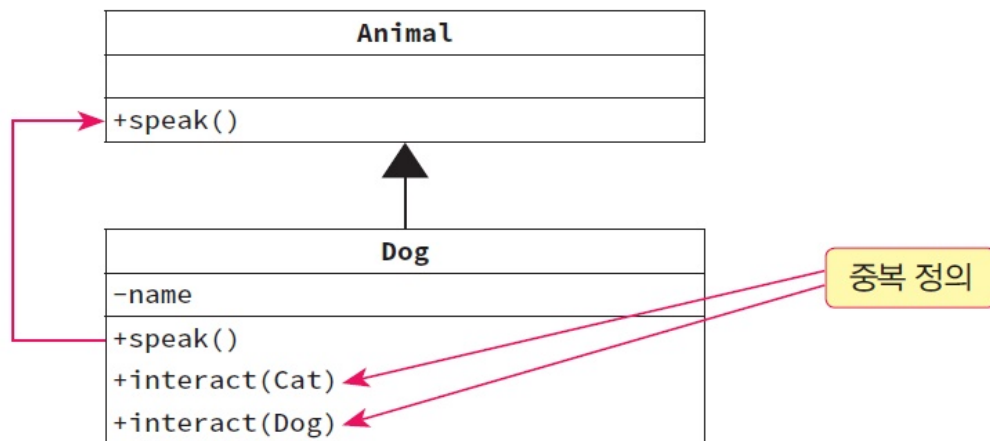 Animal
+speak()
Dog
-name
+speak()
+interact(Cat)
+interact(Dog)
중복 정의